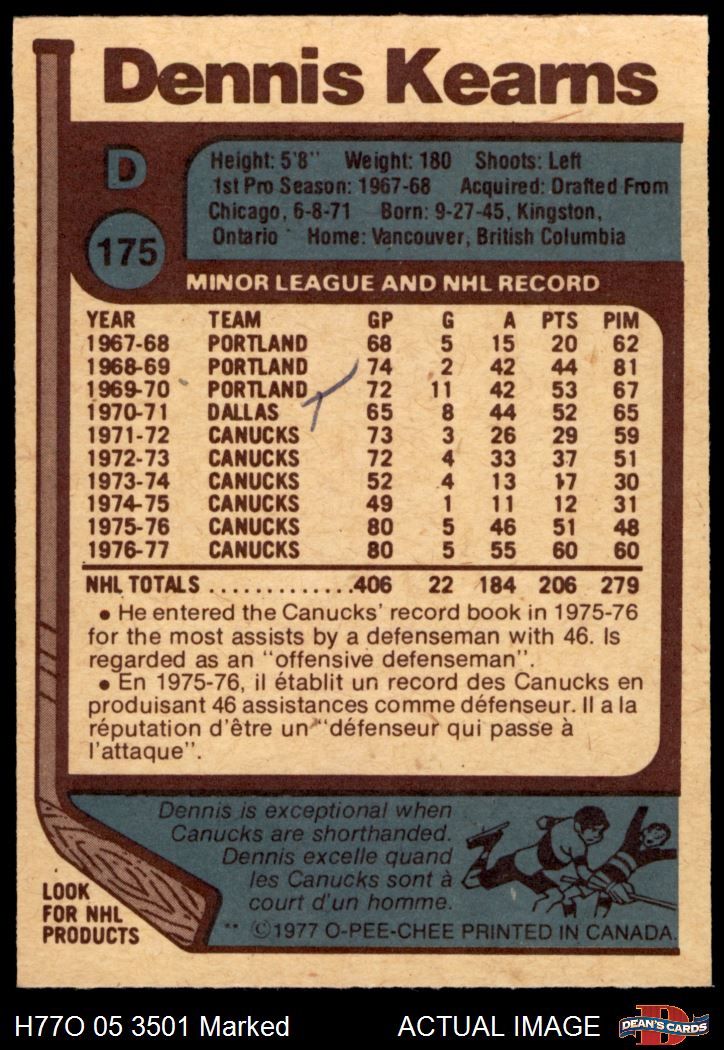 Dennis Kearns
D
175
Height: 5'8" Weight: 180 Shoots: Left
1st Pro Season: 1967-68 Acquired: Drafted From
Chicago, 6-8-71 Born: 9-27-45, Kingston,
Ontario Home: Vancouver, British Columbia
MINOR LEAGUE AND NHL RECORD
YEAR TEAM GP G A PTS PIM
1967-68 PORTLAND 68 5 15 20 62
1968-69 PORTLAND 74 2 42 44 81
1969-70 PORTLAND 72 11 42 53 67
1970-71 DALLAS 65 8 44 52 65
1971-72 CANUCKS 73 3 26 29 59
1972-73 CANUCKS 72 4 33 37 51
1973-74 CANUCKS 52 4 13 17 30
1974-75 CANUCKS 49 1 11 12 31
1975-76 CANUCKS 80 5 46 51 48
1976-77 CANUCKS 80 5 55 60 60
NHL TOTALS .............406 22 184 206 279
• He entered the Canucks' record book in 1975-76
for the most assists by a defenseman with 46. Is
regarded as an "offensive defenseman".
• En 1975-76, il établit un record des Canucks en
produisant 46 assistances comme défenseur. Il a la
réputation d'être un "défenseur qui passe à
l'attaque".
Dennis is exceptional when
Canucks are shorthanded.
Dennis excelle quand
les Canucks sont à
court d'un homme.
LOOK
FOR NHL
PRODUCTS
** ©1977 O-PEE-CHEE PRINTED IN CANADA.
H77O 05 3501 Marked ACTUAL IMAGE
D
DEAN'S CARDS